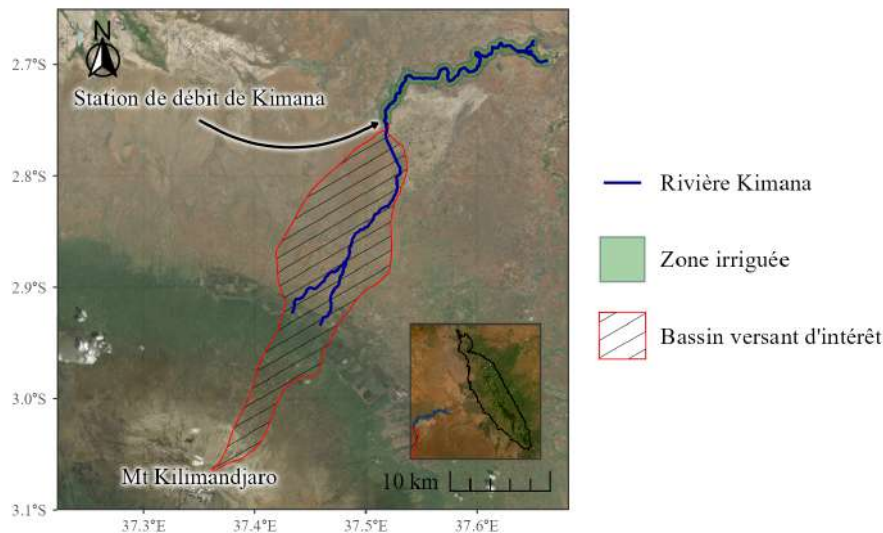 N
2.7°S
Station de débit de Kimana
2.8°S
2.9°S
3.0°S
3.1°S
Mt Kilimandjaro
10 km
37.3°E
37.4°E
37.5°E
37.6°E
Rivière Kimana
Zone irriguée
Bassin versant d'intérêt